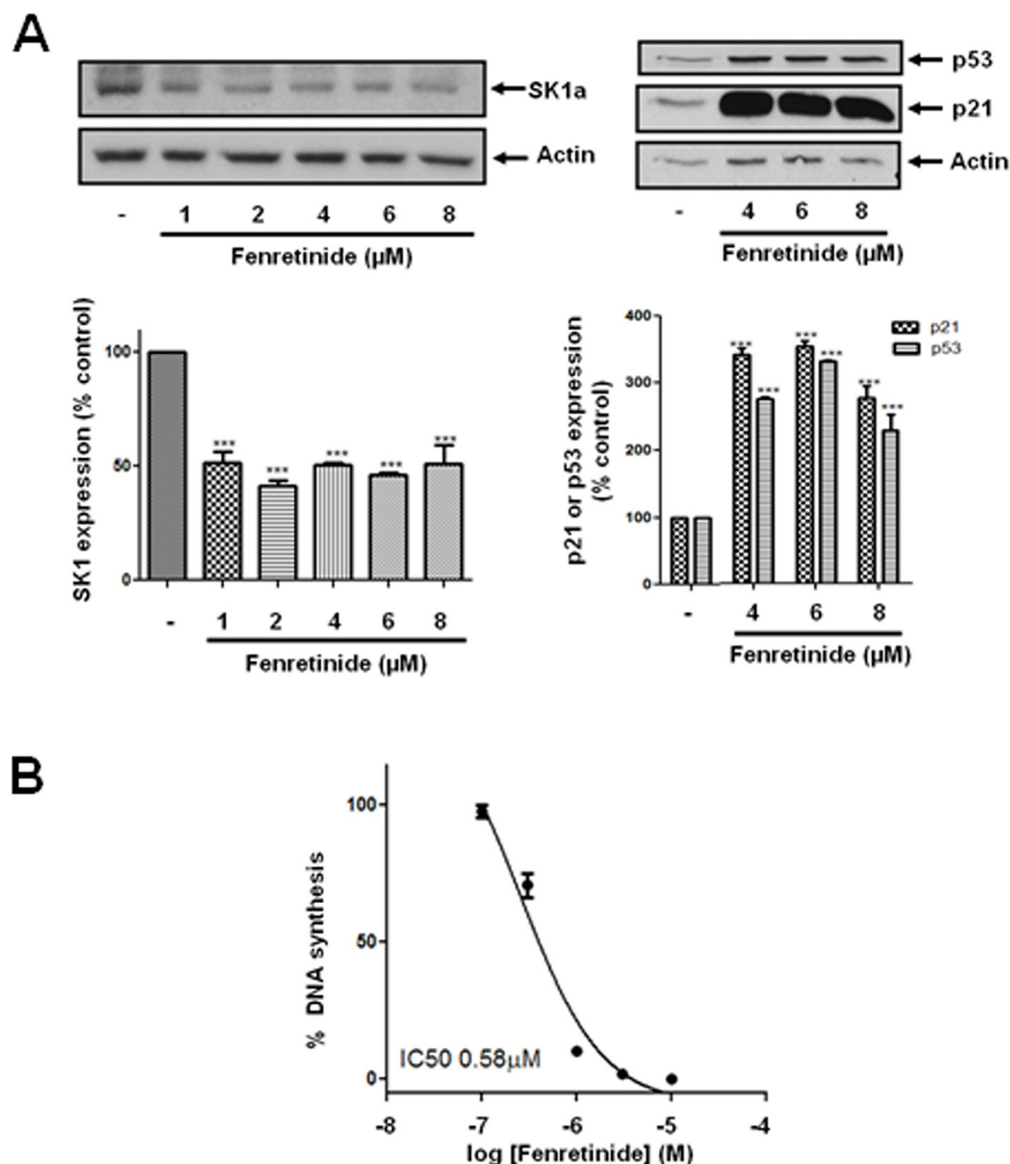 A
SK1a
Actin
- 1 2 4 6 8
Fenretinide (µM)
p53
p21
Actin
- 4 6 8
Fenretinide (µM)
SK1 expression (% control)
100
50
0
*** *** *** *** ***
- 1 2 4 6 8
Fenretinide (µM)
p21 or p53 expression
(% control)
400
300
200
100
0
p21
p53
*** *** *** *** *** ***
- 4 6 8
Fenretinide (µM)
B
% DNA synthesis
100
50
0
IC50 0.58µM
-8 -7 -6 -5 -4
log [Fenretinide] (M)